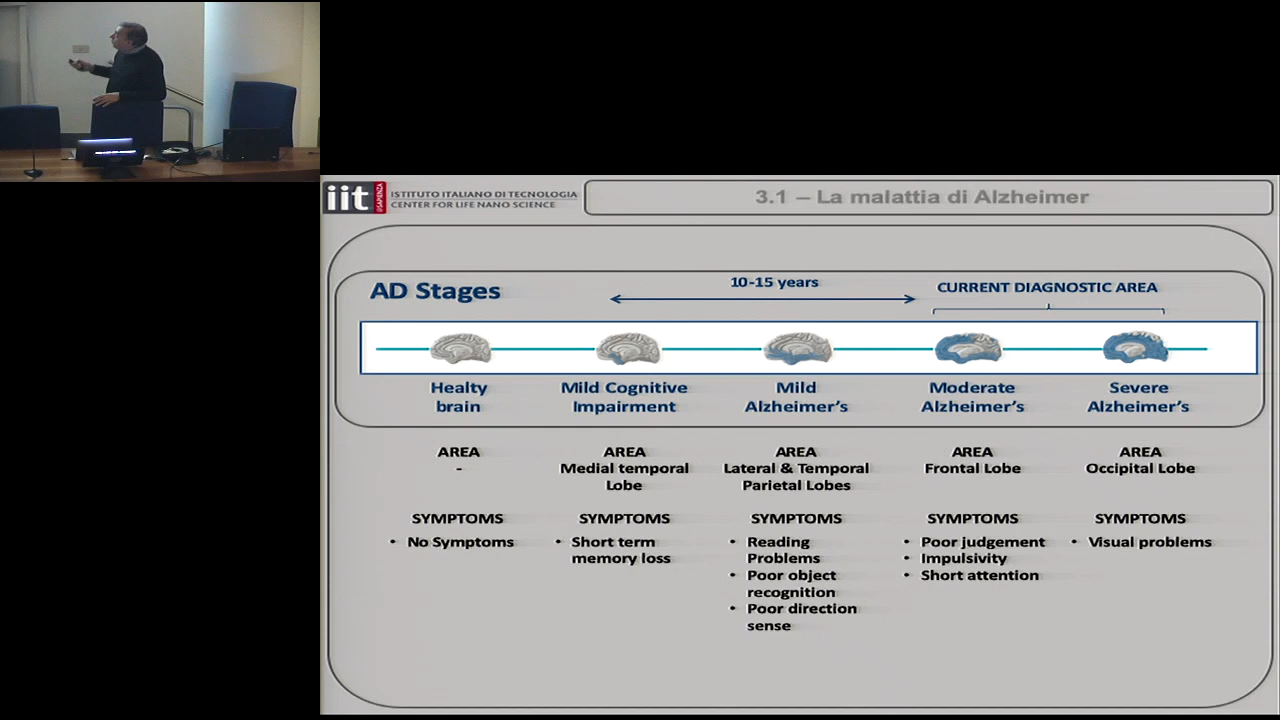 iit
@SAPIENZA
ISTITUTO ITALIANO DI TECNOLOGIA
CENTER FOR LIFE NANO SCIENCE
3.1 – La malattia di Alzheimer
AD Stages
10-15 years
CURRENT DIAGNOSTIC AREA
Healty
brain
Mild Cognitive
Impairment
Mild
Alzheimer's
Moderate
Alzheimer's
Severe
Alzheimer's
AREA
-
SYMPTOMS
• No Symptoms
AREA
Medial temporal
Lobe
SYMPTOMS
• Short term
memory loss
AREA
Lateral & Temporal
Parietal Lobes
SYMPTOMS
• Reading
Problems
• Poor object
recognition
• Poor direction
sense
AREA
Frontal Lobe
SYMPTOMS
• Poor judgement
• Impulsivity
• Short attention
AREA
Occipital Lobe
SYMPTOMS
• Visual problems